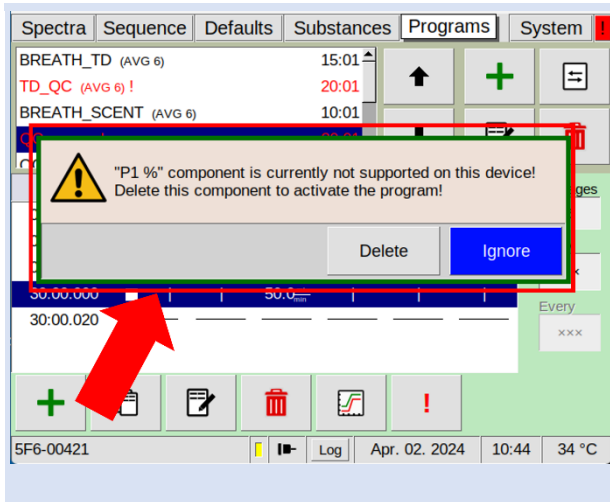 Spectra Sequence Defaults Substances Programs System !
BREATH_TD (AVG 6) 15:01
TD_QC (AVG 6) ! 20:01
BREATH_SCENT (AVG 6) 10:01
"P1 %" component is currently not supported on this device!
Delete this component to activate the program!
Delete Ignore
30:00.000 50.0 min
Every
30:00.020
×××
!
5F6-00421 Log Apr. 02. 2024 10:44 34 °C